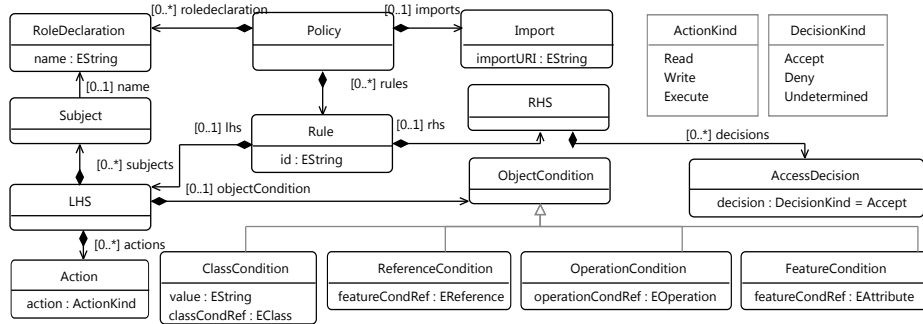 [0..*] roledeclaration
[0..1] imports
RoleDeclaration
name : EString
Policy
Import
importURI : EString
ActionKind
Read
Write
Execute
DecisionKind
Accept
Deny
Undetermined
[0..1] name
[0..*] rules
Subject
[0..1] lhs
Rule
id : EString
[0..1] rhs
RHS
[0..*] decisions
[0..*] subjects
[0..1] objectCondition
ObjectCondition
AccessDecision
decision : DecisionKind = Accept
LHS
[0..*] actions
Action
action : ActionKind
ClassCondition
value : EString
classCondRef : EClass
ReferenceCondition
featureCondRef : EReference
OperationCondition
operationCondRef : EOperation
FeatureCondition
featureCondRef : EAttribute